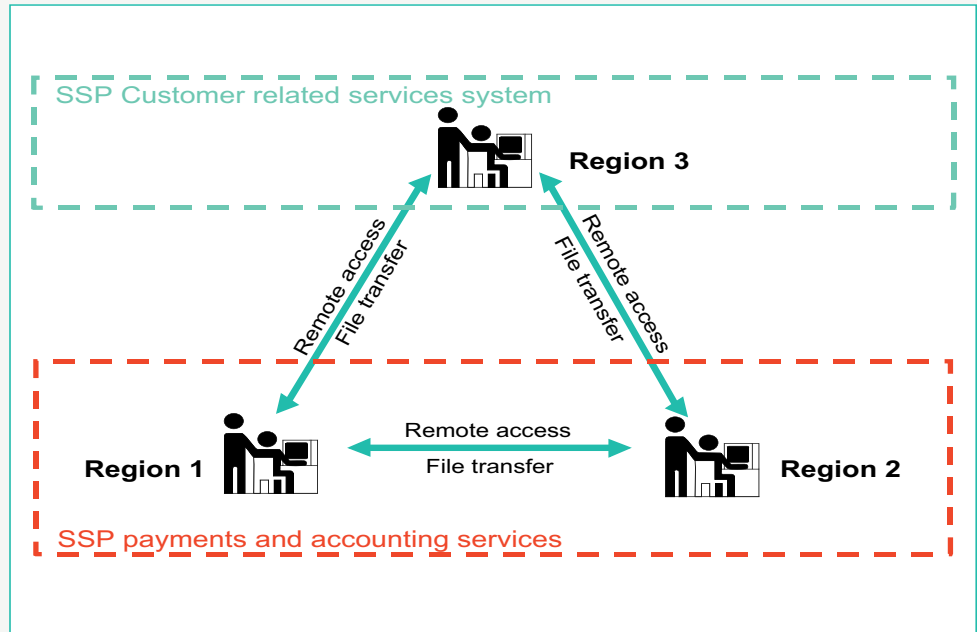 SSP Customer related services system
Region 3
Remote access
File transfer
Remote access
File transfer
Remote access
File transfer
Region 1
Region 2
SSP payments and accounting services